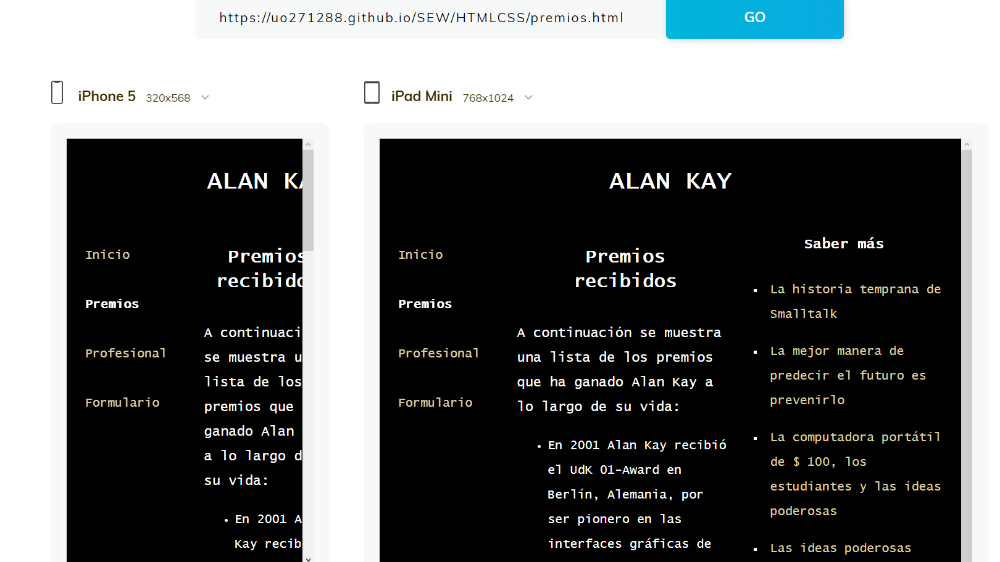 https://uo271288.github.io/SEW/HTMLCSS/premios.html
GO
iPhone 5 320x568
ALAN KA
Inicio
Premios
Profesional
Formulario
Premios
recibido
A continuaci
se muestra u
lista de los
premios que
ganado Alan
a lo largo d
su vida:
En 2001 A
Kay recib
iPad Mini 768x1024
ALAN KAY
Inicio
Premios
Profesional
Formulario
Premios
recibidos
A continuación se muestra
una lista de los premios
que ha ganado Alan Kay a
lo largo de su vida:
• En 2001 Alan Kay recibió
el UdK 01-Award en
Berlín, Alemania, por
ser pionero en las
interfaces gráficas de
Saber más
La historia temprana de
Smalltalk
La mejor manera de
predecir el futuro es
prevenirlo
La computadora portátil
de $ 100, los
estudiantes y las ideas
poderosas
Las ideas poderosas